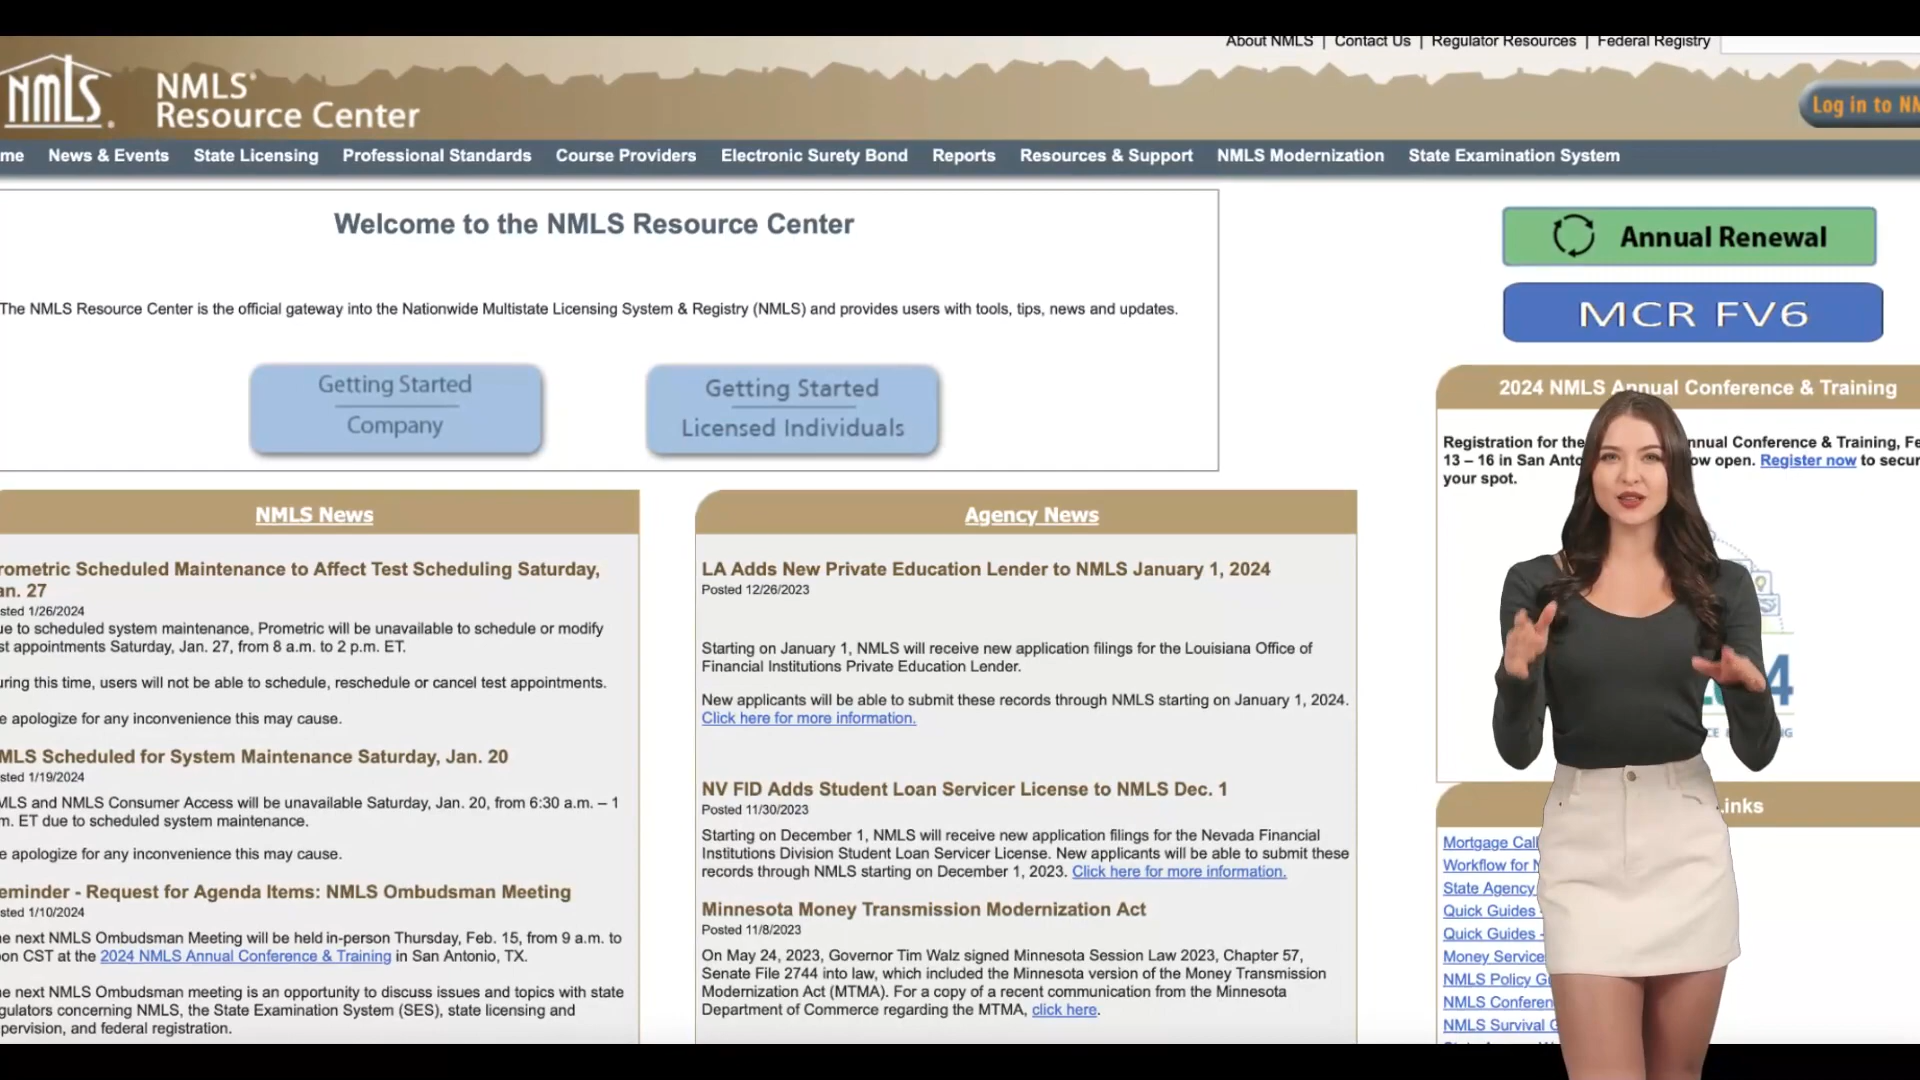 About NMLS | Contact Us | Regulator Resources | Federal Registry
nmls
NMLS®
Resource Center
Log in to NM
me News & Events State Licensing Professional Standards Course Providers Electronic Surety Bond Reports Resources & Support NMLS Modernization State Examination System
Welcome to the NMLS Resource Center
The NMLS Resource Center is the official gateway into the Nationwide Multistate Licensing System & Registry (NMLS) and provides users with tools, tips, news and updates.
Getting Started
Company
Getting Started
Licensed Individuals
Annual Renewal
MCR FV6
2024 NMLS Annual Conference & Training
Registration for the nnual Conference & Training, Fe
13 – 16 in San Anto ow open. Register now to secur
your spot.
4
NMLS News
rometric Scheduled Maintenance to Affect Test Scheduling Saturday,
an. 27
sted 1/26/2024
ue to scheduled system maintenance, Prometric will be unavailable to schedule or modify
st appointments Saturday, Jan. 27, from 8 a.m. to 2 p.m. ET.
uring this time, users will not be able to schedule, reschedule or cancel test appointments.
e apologize for any inconvenience this may cause.
MLS Scheduled for System Maintenance Saturday, Jan. 20
sted 1/19/2024
MLS and NMLS Consumer Access will be unavailable Saturday, Jan. 20, from 6:30 a.m. – 1
m. ET due to scheduled system maintenance.
e apologize for any inconvenience this may cause.
eminder - Request for Agenda Items: NMLS Ombudsman Meeting
sted 1/10/2024
e next NMLS Ombudsman Meeting will be held in-person Thursday, Feb. 15, from 9 a.m. to
on CST at the 2024 NMLS Annual Conference & Training in San Antonio, TX.
e next NMLS Ombudsman meeting is an opportunity to discuss issues and topics with state
gulators concerning NMLS, the State Examination System (SES), state licensing and
pervision, and federal registration.
Agency News
LA Adds New Private Education Lender to NMLS January 1, 2024
Posted 12/26/2023
Starting on January 1, NMLS will receive new application filings for the Louisiana Office of
Financial Institutions Private Education Lender.
New applicants will be able to submit these records through NMLS starting on January 1, 2024.
Click here for more information.
NV FID Adds Student Loan Servicer License to NMLS Dec. 1
Posted 11/30/2023
Starting on December 1, NMLS will receive new application filings for the Nevada Financial
Institutions Division Student Loan Servicer License. New applicants will be able to submit these
records through NMLS starting on December 1, 2023. Click here for more information.
Minnesota Money Transmission Modernization Act
Posted 11/8/2023
On May 24, 2023, Governor Tim Walz signed Minnesota Session Law 2023, Chapter 57,
Senate File 2744 into law, which included the Minnesota version of the Money Transmission
Modernization Act (MTMA). For a copy of a recent communication from the Minnesota
Department of Commerce regarding the MTMA, click here.
Links
Mortgage Call
Workflow for N
State Agency
Quick Guides -
Quick Guides -
Money Service
NMLS Policy G
NMLS Conferen
NMLS Survival G